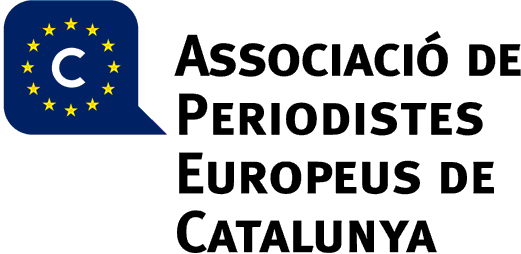 C
Associació de
Periodistes
Europeus de
Catalunya